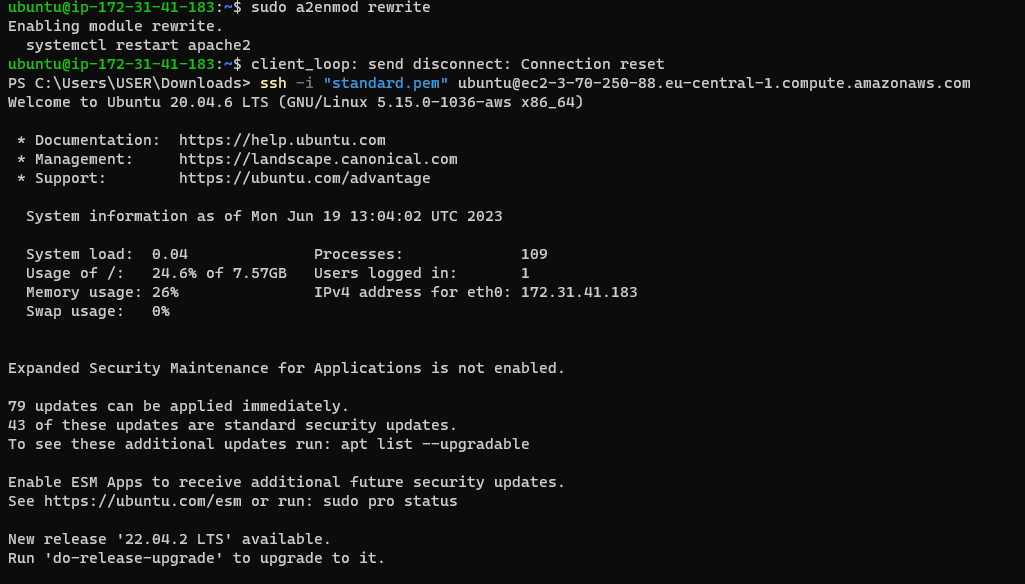 ubuntu@ip-172-31-41-183:~$ sudo a2enmod rewrite
Enabling module rewrite.
  systemctl restart apache2
ubuntu@ip-172-31-41-183:~$ client_loop: send disconnect: Connection reset
PS C:\Users\USER\Downloads> ssh -i "standard.pem" ubuntu@ec2-3-70-250-88.eu-central-1.compute.amazonaws.com
Welcome to Ubuntu 20.04.6 LTS (GNU/Linux 5.15.0-1036-aws x86_64)

 * Documentation:  https://help.ubuntu.com
 * Management:     https://landscape.canonical.com
 * Support:        https://ubuntu.com/advantage

  System information as of Mon Jun 19 13:04:02 UTC 2023

  System load:  0.04              Processes:             109
  Usage of /:   24.6% of 7.57GB   Users logged in:       1
  Memory usage: 26%               IPv4 address for eth0: 172.31.41.183
  Swap usage:   0%


Expanded Security Maintenance for Applications is not enabled.

79 updates can be applied immediately.
43 of these updates are standard security updates.
To see these additional updates run: apt list --upgradable

Enable ESM Apps to receive additional future security updates.
See https://ubuntu.com/esm or run: sudo pro status

New release '22.04.2 LTS' available.
Run 'do-release-upgrade' to upgrade to it.